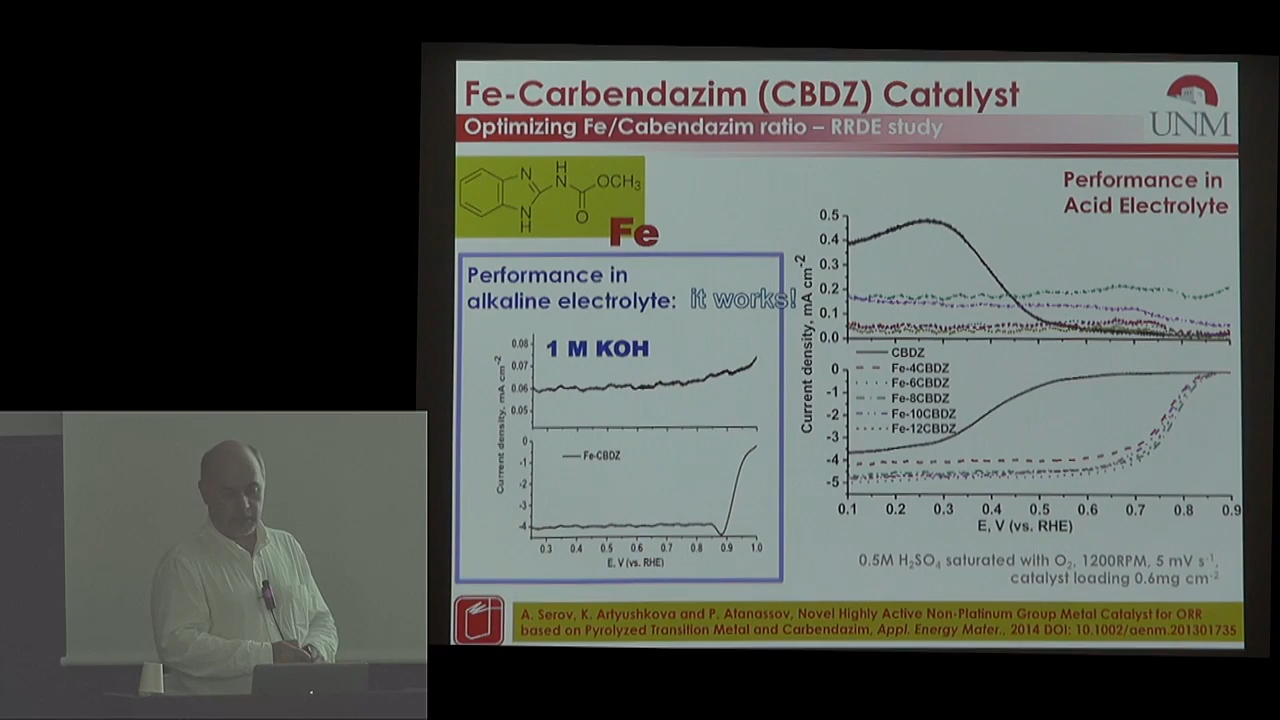 Fe-Carbendazim (CBDZ) Catalyst
Optimizing Fe/Cabendazim ratio – RRDE study
UNM
N
H
N
OCH₃
N
H
O
Fe
Performance in
alkaline electrolyte: it works!
1 M KOH
0.08
0.07
0.06
0.05
Current density, mA cm⁻²
0
-1
-2
-3
-4
Fe-CBDZ
0.3 0.4 0.5 0.6 0.7 0.8 0.9 1.0
E, V (vs. RHE)
Performance in
Acid Electrolyte
0.5
0.4
0.3
0.2
0.1
0.0
Current density, mA cm⁻²
CBDZ
Fe-4CBDZ
Fe-6CBDZ
Fe-8CBDZ
Fe-10CBDZ
Fe-12CBDZ
0
-1
-2
-3
-4
-5
0.1 0.2 0.3 0.4 0.5 0.6 0.7 0.8 0.9
E, V (vs. RHE)
0.5M H₂SO₄ saturated with O₂, 1200RPM, 5 mV s⁻¹,
catalyst loading 0.6mg cm⁻²
A. Serov, K. Artyushkova and P. Atanassov, Novel Highly Active Non-Platinum Group Metal Catalyst for ORR
based on Pyrolyzed Transition Metal and Carbendazim, Appl. Energy Mater., 2014 DOI: 10.1002/aenm.201301735